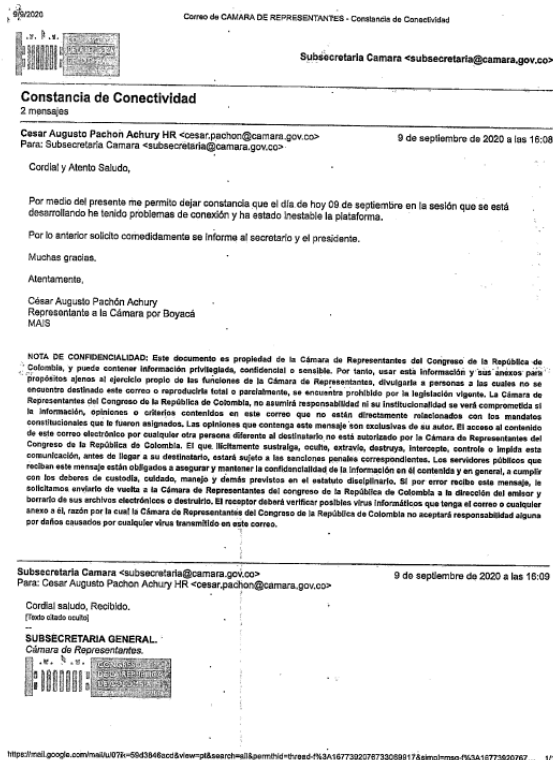 9/9/2020
Correo de CAMARA DE REPRESENTANTES - Constancia de Conectividad
Subsecretaria Camara <subsecretaria@camara.gov.co>
Constancia de Conectividad
2 mensajes
Cesar Augusto Pachon Achury HR <cesar.pachon@camara.gov.co>
9 de septiembre de 2020 a las 16:08
Para: Subsecretaria Camara <subsecretaria@camara.gov.co>
Cordial y Atento Saludo,
Por medio del presente me permito dejar constancia que el día de hoy 09 de septiembre en la sesión que se está
desarrollando he tenido problemas de conexión y ha estado inestable la plataforma.
Por lo anterior solicito comedidamente se informe al secretario y el presidente.
Muchas gracias.
Atentamente,
César Augusto Pachón Achury
Representante a la Cámara por Boyacá
MAIS
NOTA DE CONFIDENCIALIDAD: Este documento es propiedad de la Cámara de Representantes del Congreso de la República de
Colombia, y puede contener información privilegiada, confidencial o sensible. Por tanto, usar esta información y sus anexos para
propósitos ajenos al ejercicio propio de las funciones de la Cámara de Representantes, divulgarla a personas a las cuales no se
encuentre destinado este correo o reproducirla total o parcialmente, se encuentra prohibido por la legislación vigente. La Cámara de
Representantes del Congreso de la República de Colombia, no asumirá responsabilidad ni su institucionalidad se verá comprometida si
la información, opiniones o criterios contenidos en este correo que no están directamente relacionados con los mandatos
constitucionales que le fueron asignados. Las opiniones que contenga este mensaje son exclusivas de su autor. El acceso al contenido
de este correo electrónico por cualquier otra persona diferente al destinatario no está autorizado por la Cámara de Representantes del
Congreso de la República de Colombia. El que ilícitamente sustraiga, oculte, extravíe, destruya, intercepte, controle o impida esta
comunicación, antes de llegar a su destinatario, estará sujeto a las sanciones penales correspondientes. Los servidores públicos que
reciban este mensaje están obligados a asegurar y mantener la confidencialidad de la información en él contenida y en general, a cumplir
con los deberes de custodia, cuidado, manejo y demás previstos en el estatuto disciplinario. Si por error recibe este mensaje, le
solicitamos enviarlo de vuelta a la Cámara de Representantes del congreso de la República de Colombia a la dirección del emisor y
borrarlo de sus archivos electrónicos o destruirlo. El receptor deberá verificar posibles virus informáticos que tenga el correo o cualquier
anexo a él, razón por la cual la Cámara de Representantes del Congreso de la República de Colombia no aceptará responsabilidad alguna
por daños causados por cualquier virus transmitido en este correo.
Subsecretaria Camara <subsecretaria@camara.gov.co>
9 de septiembre de 2020 a las 16:09
Para: Cesar Augusto Pachon Achury HR <cesar.pachon@camara.gov.co>
Cordial saludo, Recibido.
[Texto citado oculto]
--
SUBSECRETARIA GENERAL.
Cámara de Representantes.
CONGRESO
DE LA REPÚBLICA
1/